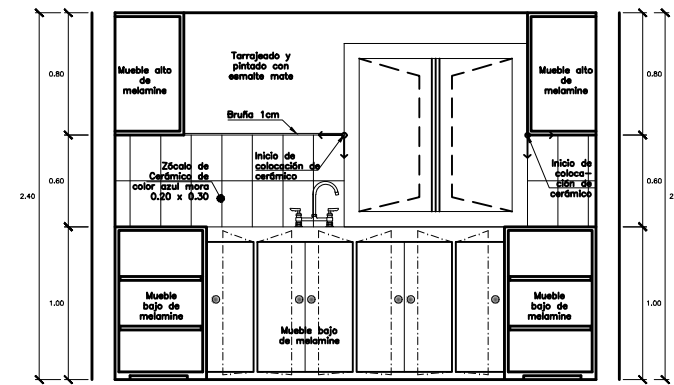 Tarrajeado y
pintado con
esmalte mate
Mueble alto
de
melamine
Mueble alto
de
melamine
0.80
0.80
Bruña 1cm
Inicio de
colocación de
cerámico
Zócalo de
Cerámica de
color azul mora
0.20 x 0.30
Inicio de
coloca-
ción de
cerámico
0.60
0.60
2.40
2
Mueble
bajo de
melamine
Mueble
bajo de
melamine
1.00
1.00
Mueble bajo
de melamine